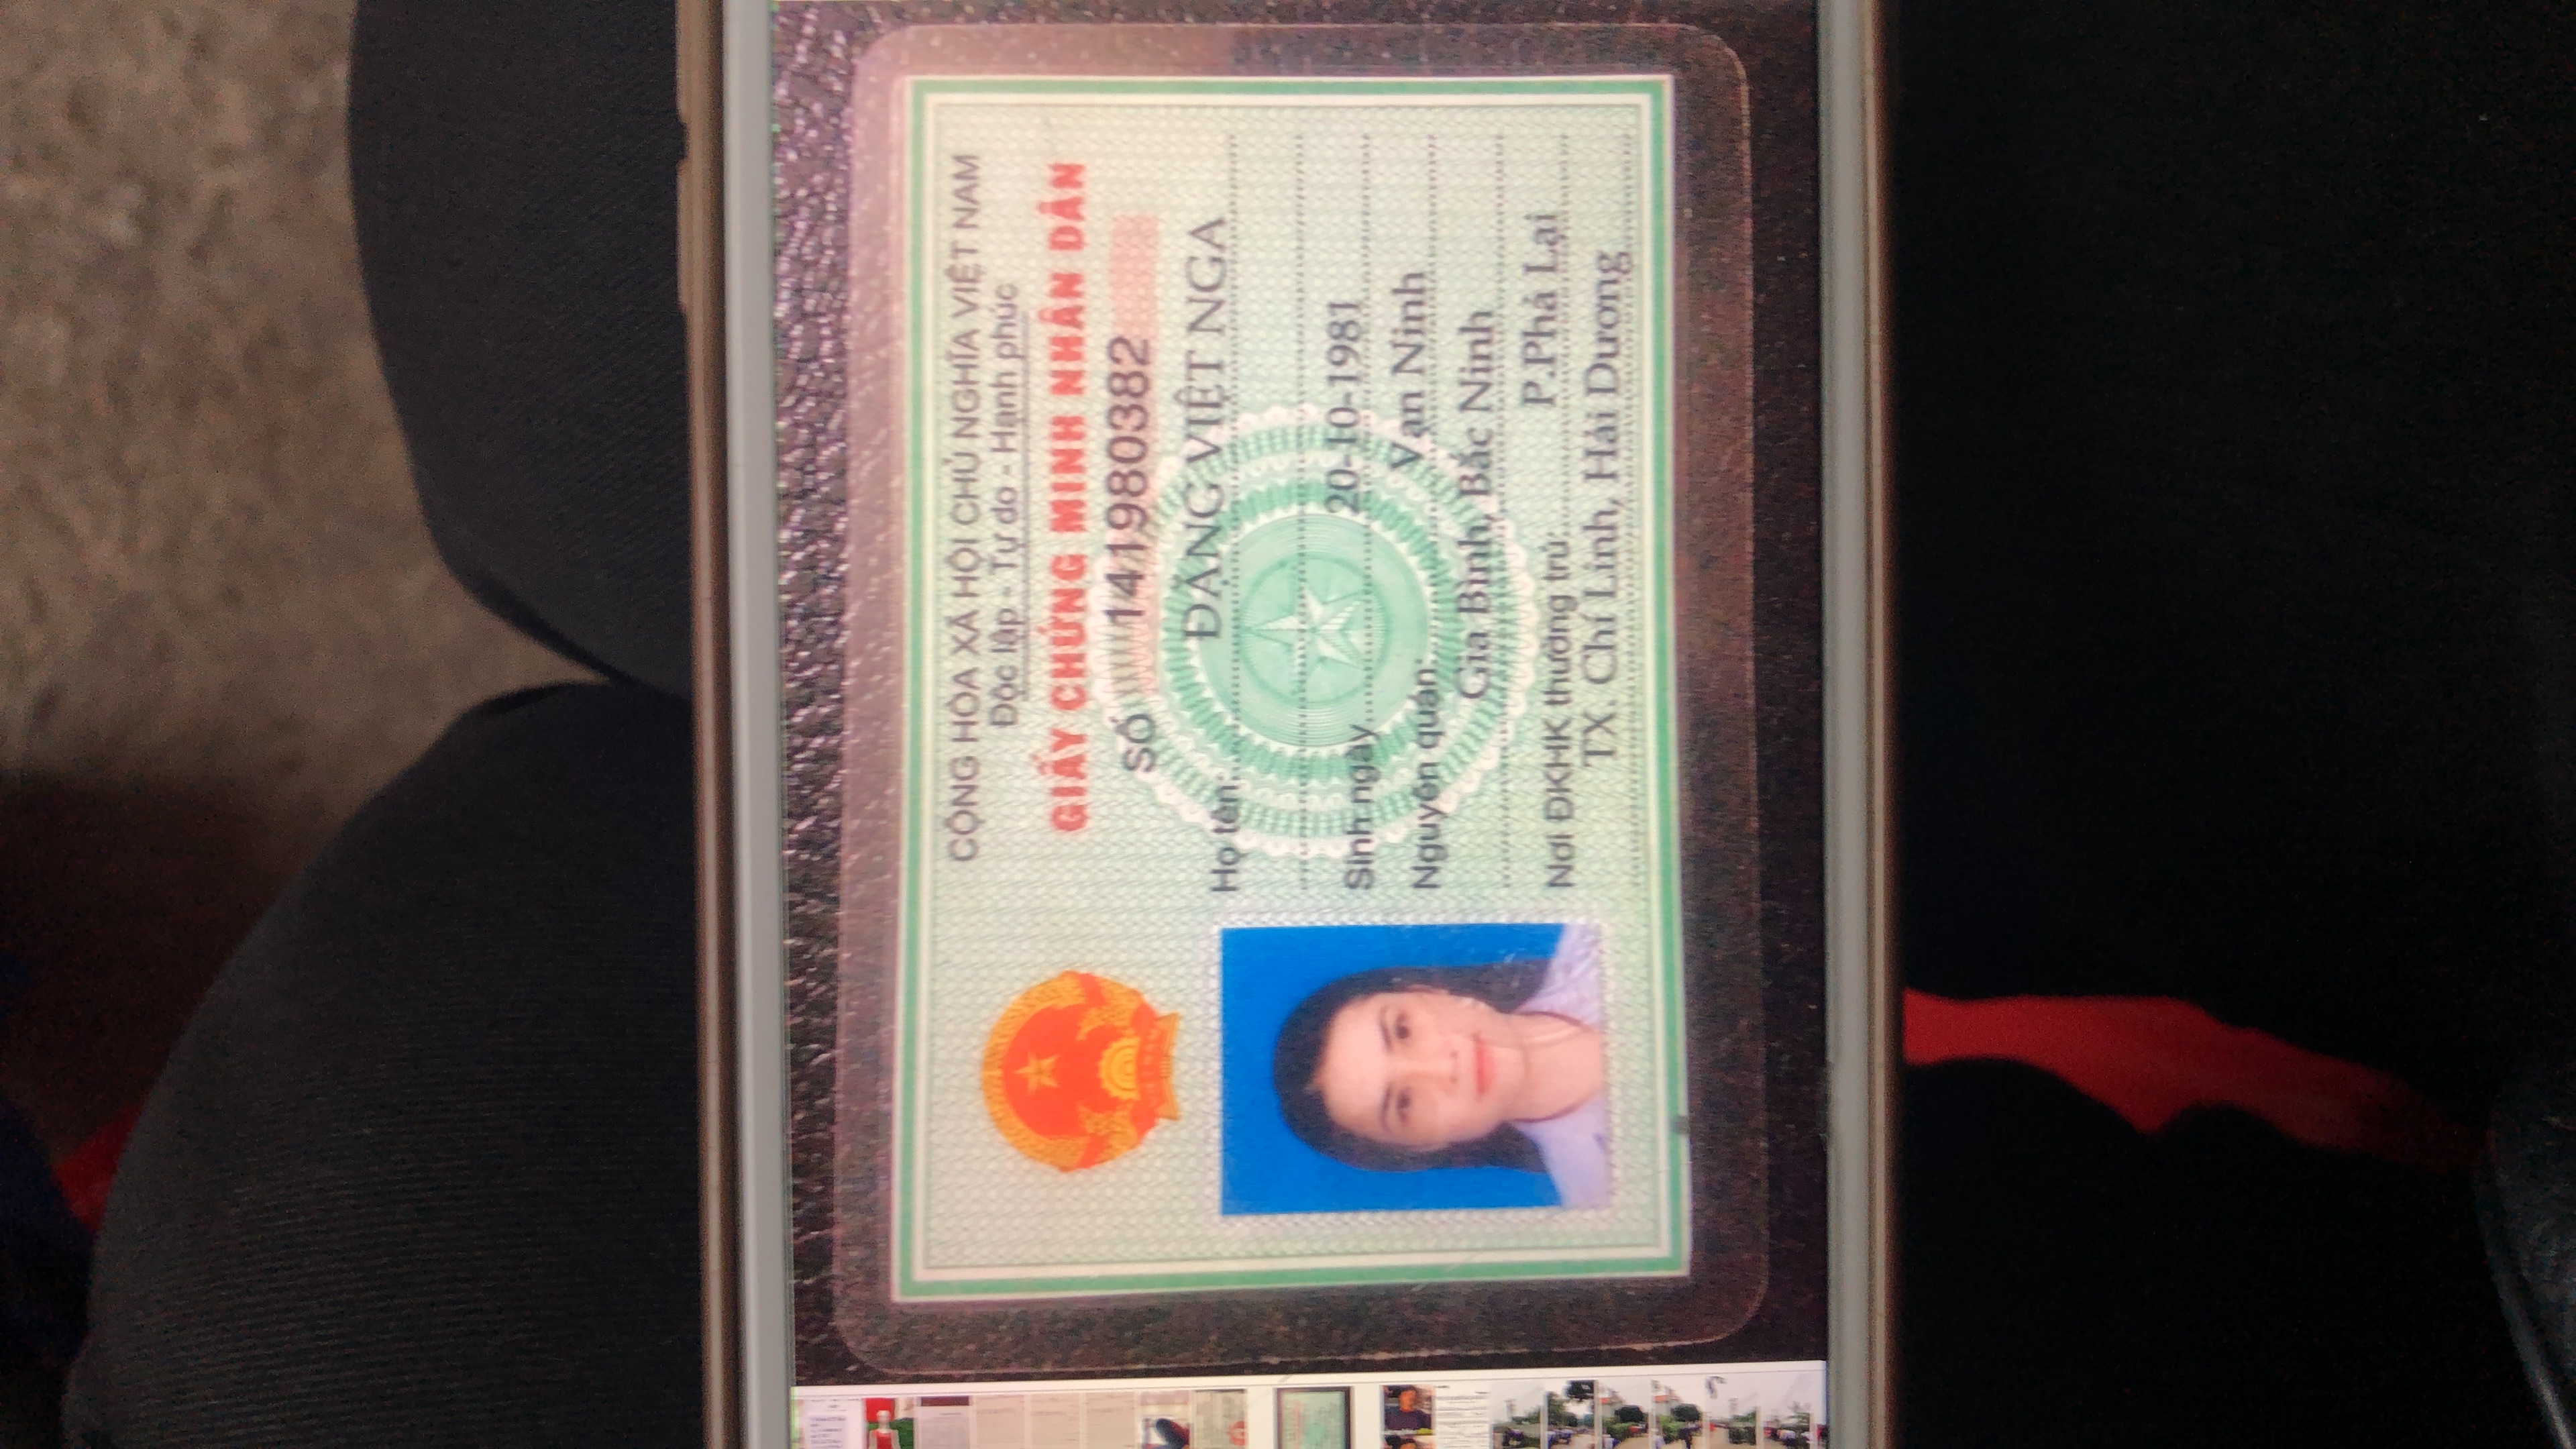 CỘNG HÒA XÃ HỘI CHỦ NGHĨA VIỆT NAM
Độc lập - Tự do - Hạnh phúc
GIẤY CHỨNG MINH NHÂN DÂN
SỐ 141980382
Họ tên: ĐẶNG VIỆT NGA
Sinh ngày 20-10-1981
Nguyên quán: Vạn Ninh
Gia Bình, Bắc Ninh
Nơi ĐKHK thường trú: P.Phả Lại
TX. Chí Linh, Hải Dương
VIỆT NAM